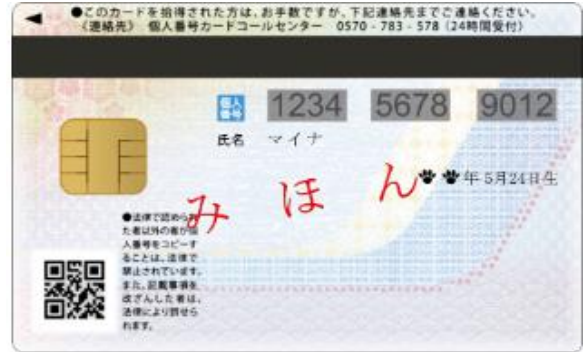 ●このカードを拾得された方は、お手数ですが、下記連絡先までご連絡ください。
《連絡先》 個人番号カードコールセンター 0570-783-578(24時間受付)
個人番号 1234 5678 9012
氏名 マイナ
年5月24日生
みほん
●法律で認められ
た者以外の者が個
人番号をコピーす
ることは、法律で
禁止されています。
また、記載事項を
改ざんした者は、
法律により罰せら
れます。